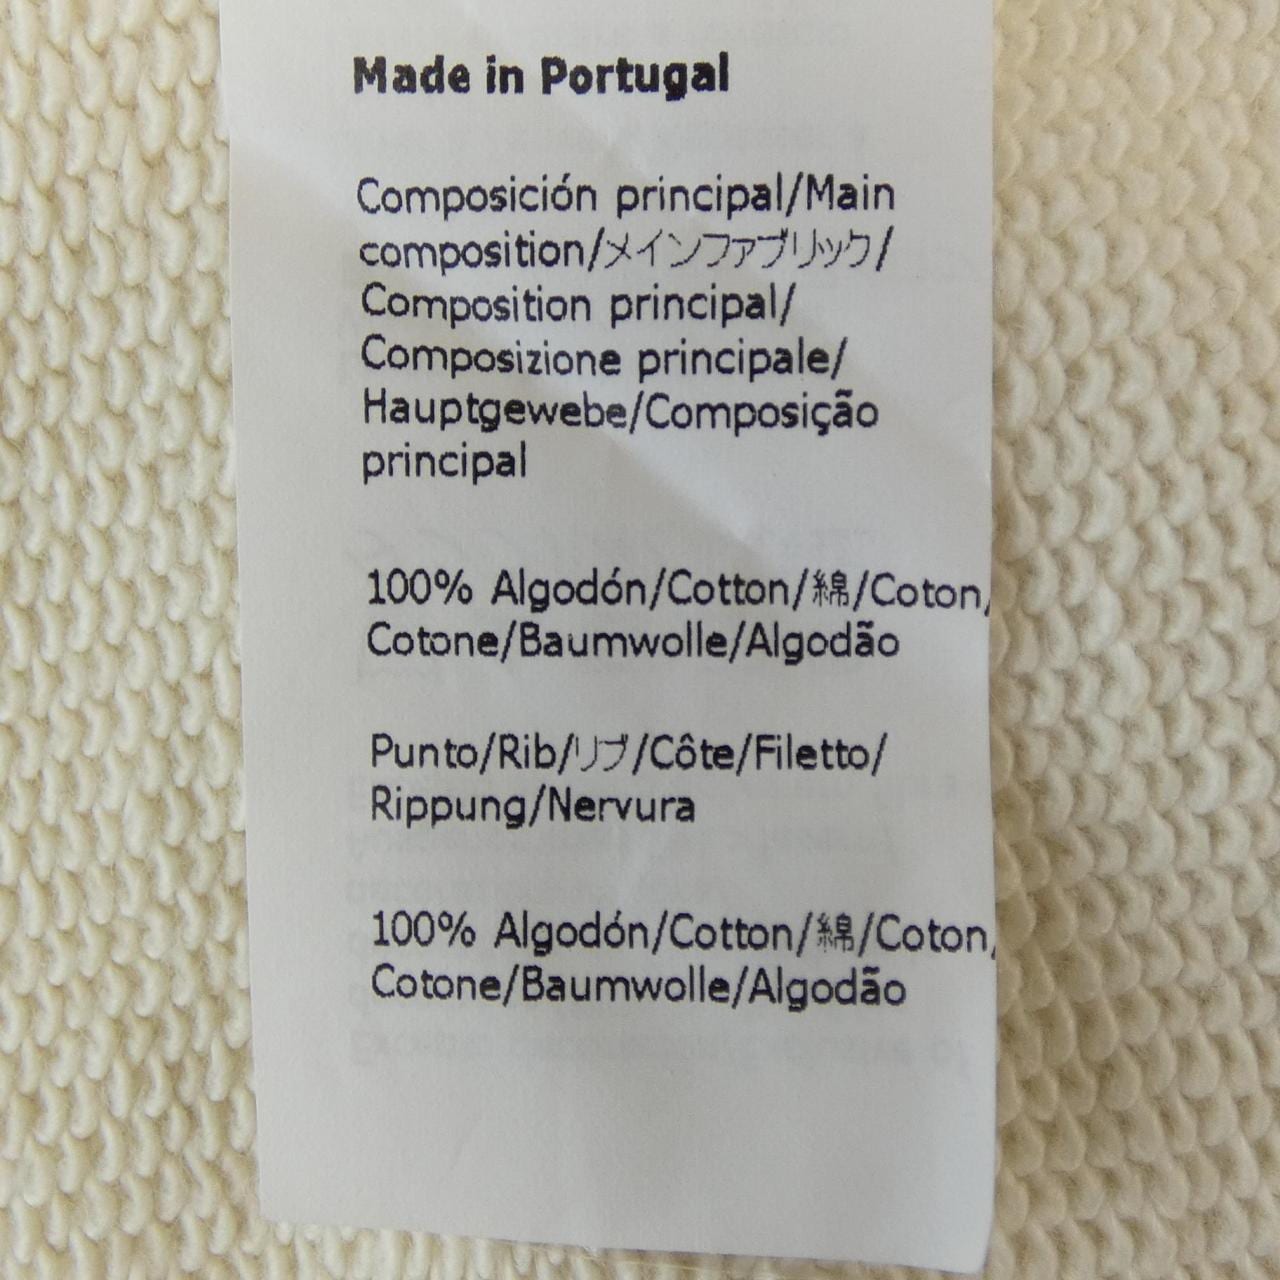 Made in Portugal
Composición principal/Main
composition/メインファブリック/
Composition principal/
Composizione principale/
Hauptgewebe/Composição
principal
100% Algodón/Cotton/綿/Coton/
Cotone/Baumwolle/Algodão
Punto/Rib/リブ/Côte/Filetto/
Rippung/Nervura
100% Algodón/Cotton/綿/Coton/
Cotone/Baumwolle/Algodão